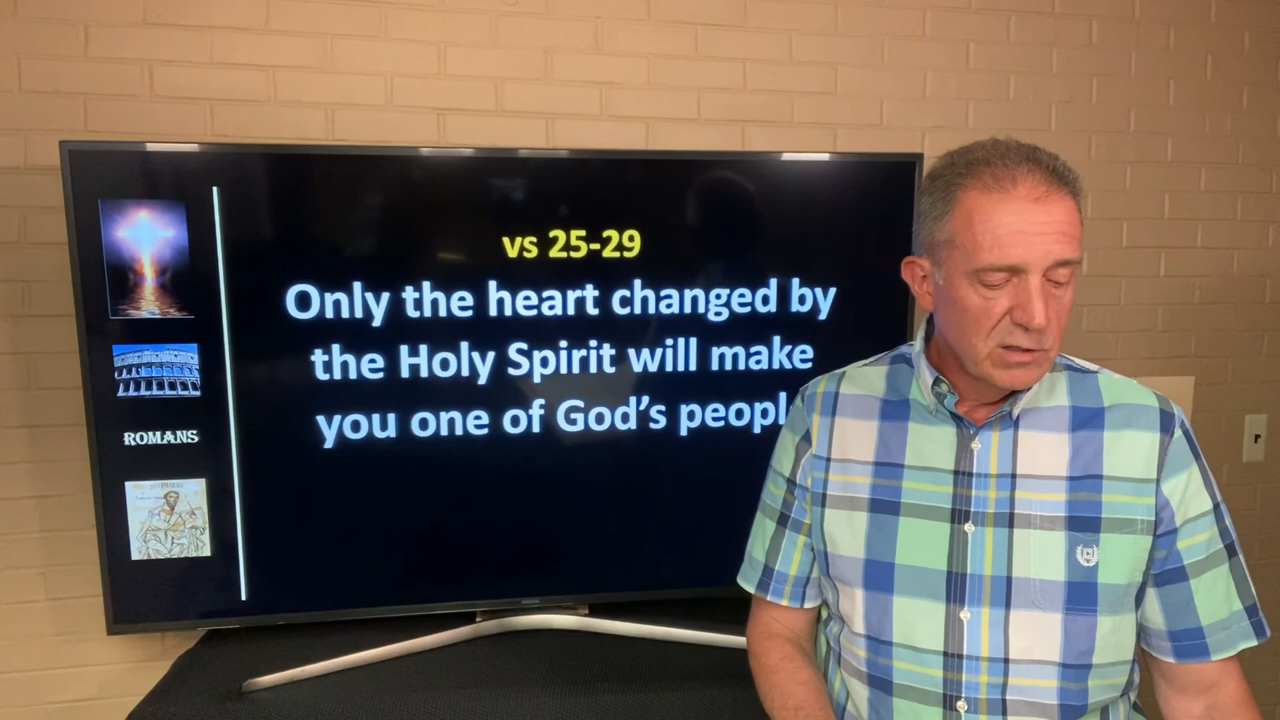 vs 25-29
Only the heart changed by
the Holy Spirit will make
you one of God's peopl
ROMANS